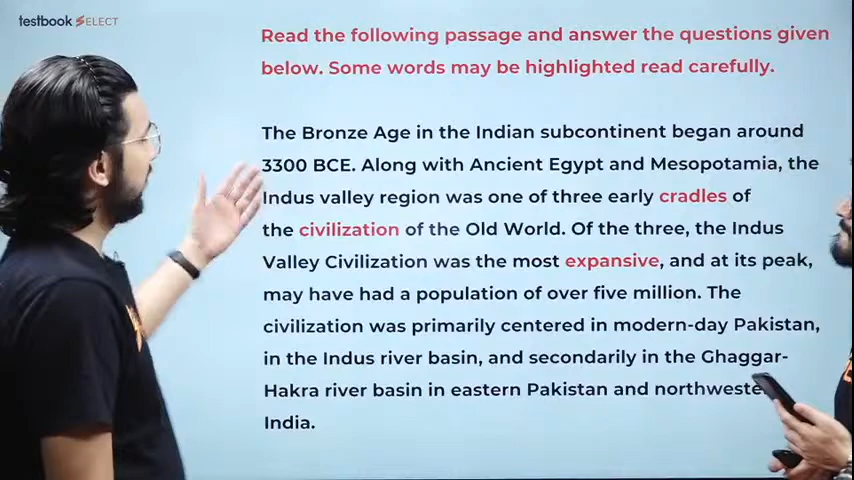 testbook SELECT
Read the following passage and answer the questions given
below. Some words may be highlighted read carefully.
The Bronze Age in the Indian subcontinent began around
3300 BCE. Along with Ancient Egypt and Mesopotamia, the
Indus valley region was one of three early cradles of
the civilization of the Old World. Of the three, the Indus
Valley Civilization was the most expansive, and at its peak,
may have had a population of over five million. The
civilization was primarily centered in modern-day Pakistan,
in the Indus river basin, and secondarily in the Ghaggar-
Hakra river basin in eastern Pakistan and
India.